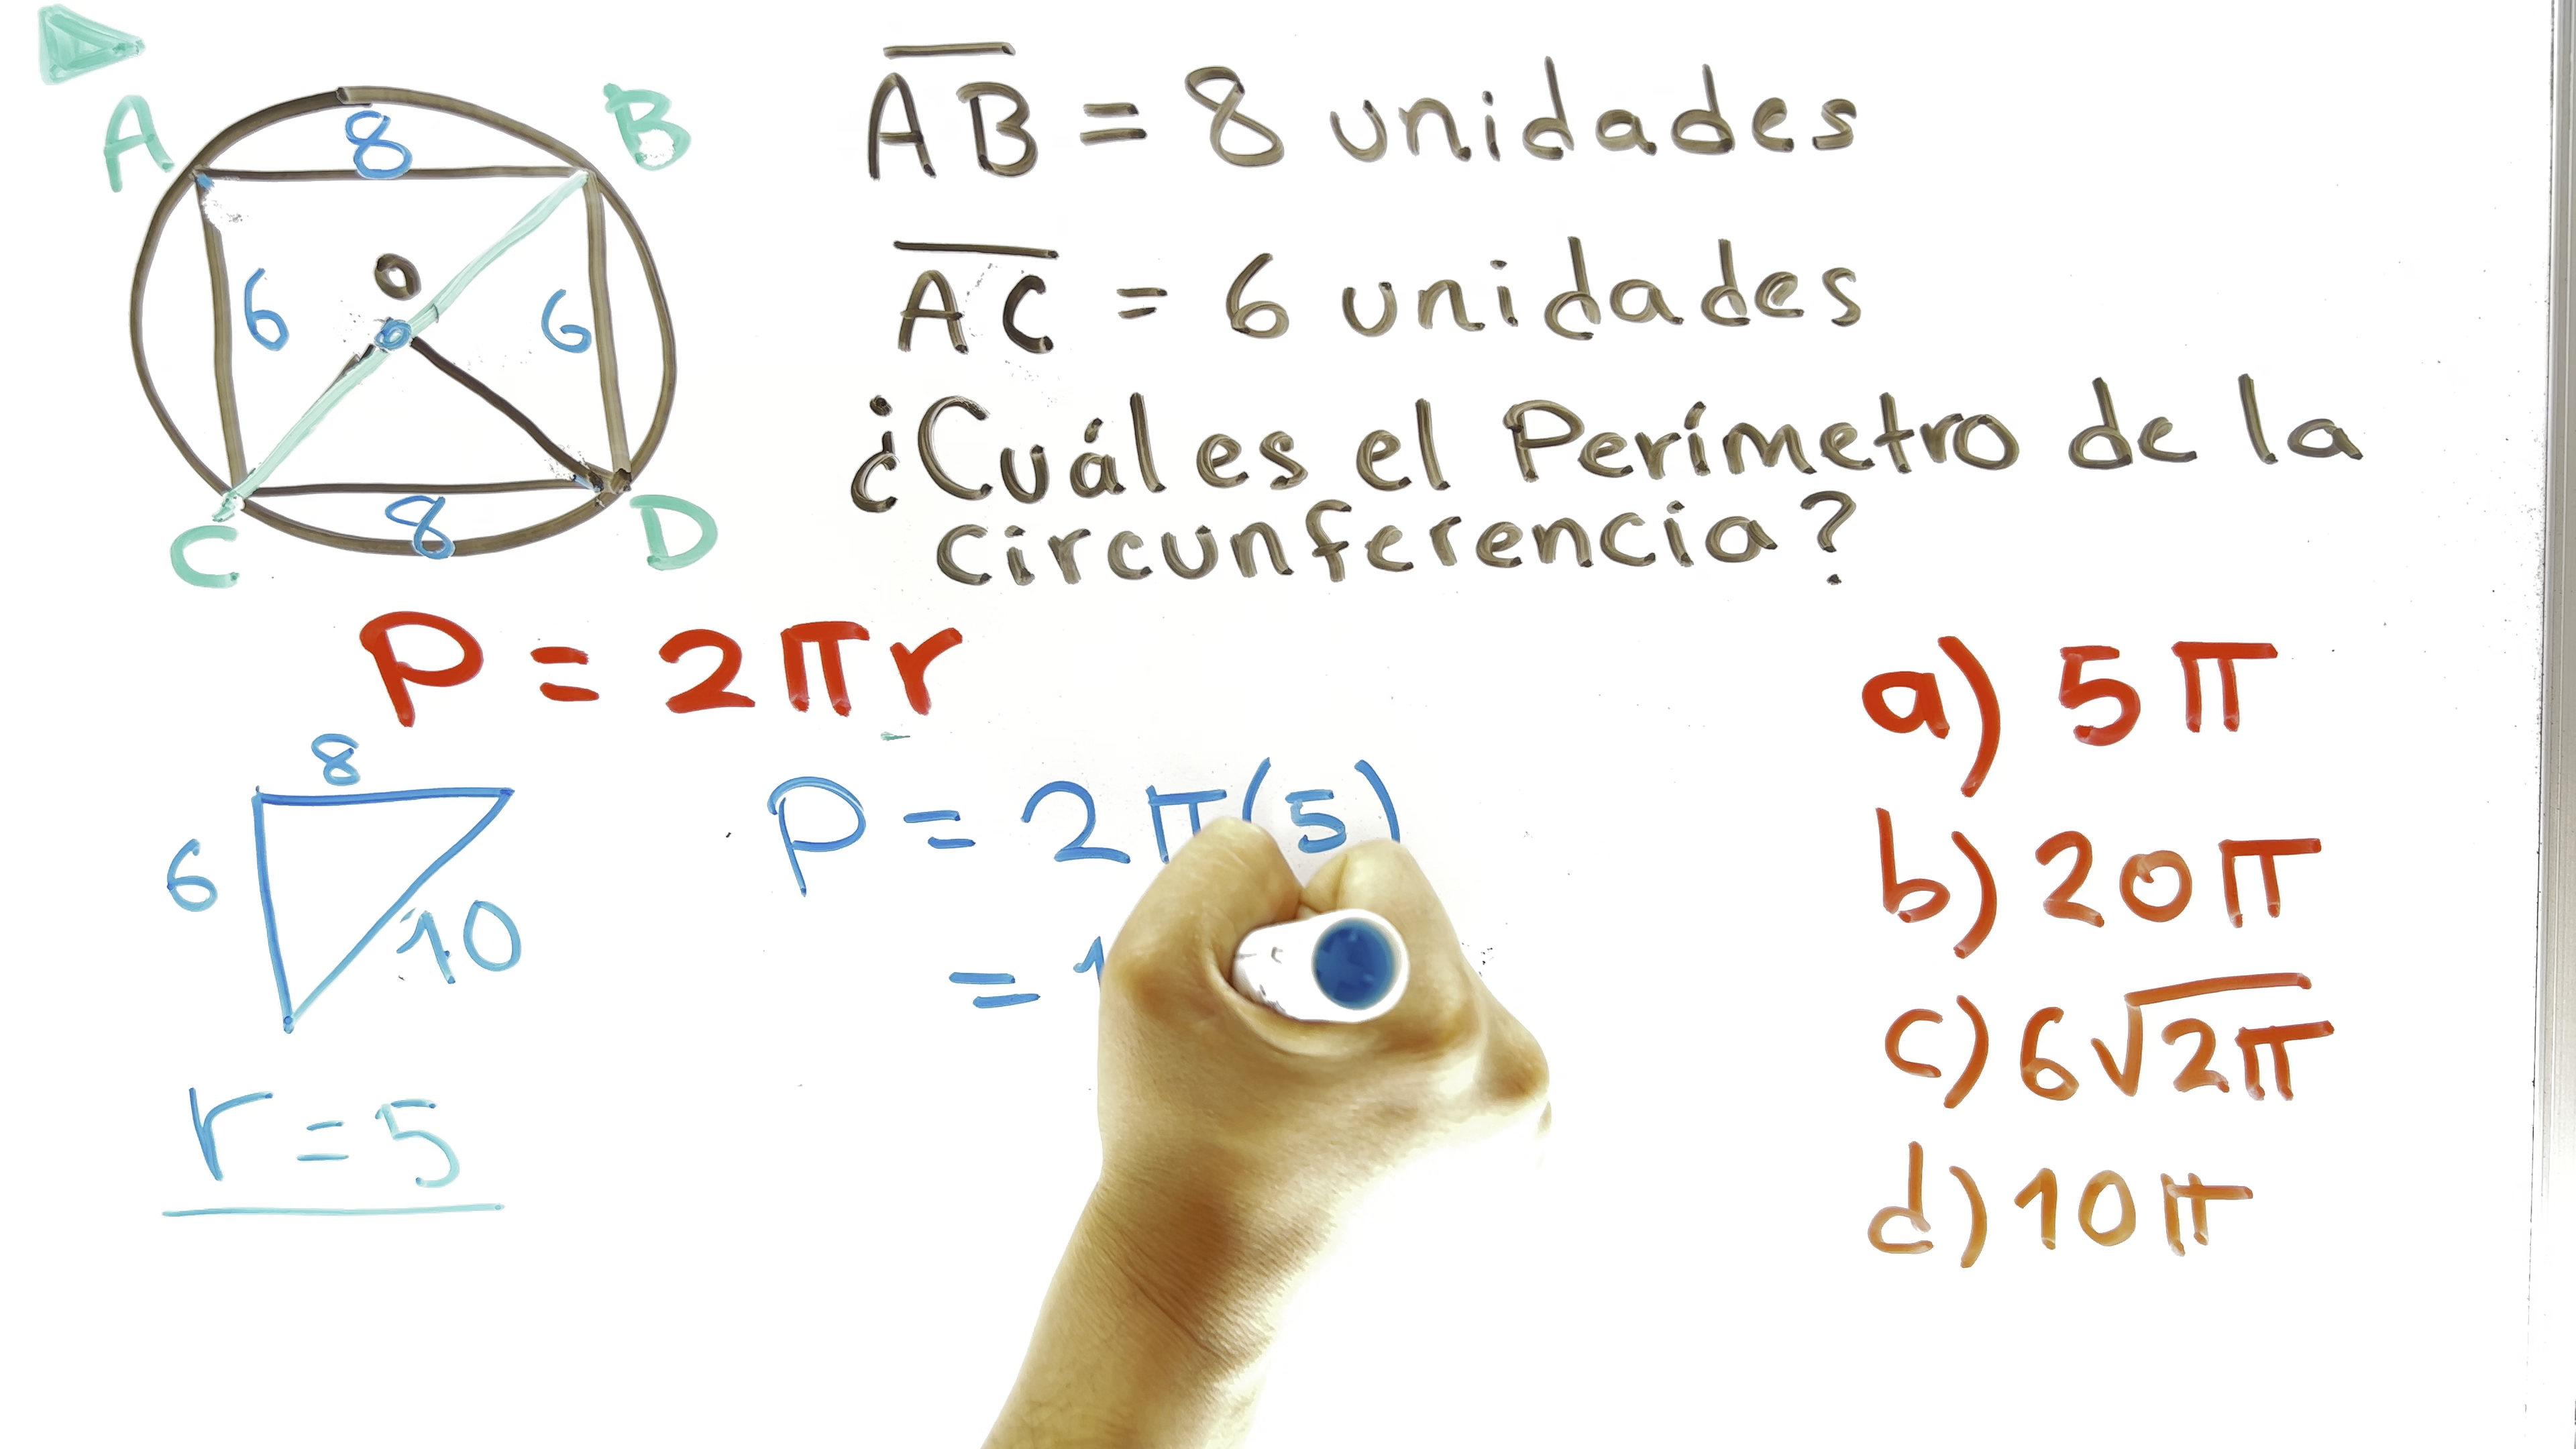 A
B
8
6
O
6
8
C
D
AB = 8 unidades
AC = 6 unidades
¿Cuál es el Perímetro de la
circunferencia?
P = 2πr
8
6
10
r = 5
P = 2π(5)
= 1
a) 5π
b) 20π
c) 6√2π
d) 10π